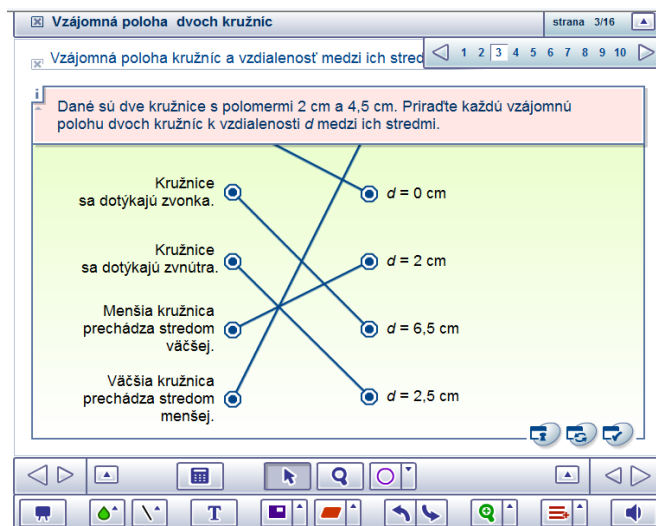 Vzájomná poloha dvoch kružníc
strana 3/16
Vzájomná poloha kružníc a vzdialenosť medzi ich stred
1 2 3 4 5 6 7 8 9 10
i
Dané sú dve kružnice s polomermi 2 cm a 4,5 cm. Priraďte každú vzájomnú
polohu dvoch kružníc k vzdialenosti d medzi ich stredmi.
Kružnice
sa dotýkajú zvonka.
d = 0 cm
Kružnice
sa dotýkajú zvnútra.
d = 2 cm
Menšia kružnica
prechádza stredom
väčšej.
d = 6,5 cm
Väčšia kružnica
prechádza stredom
menšej.
d = 2,5 cm
T